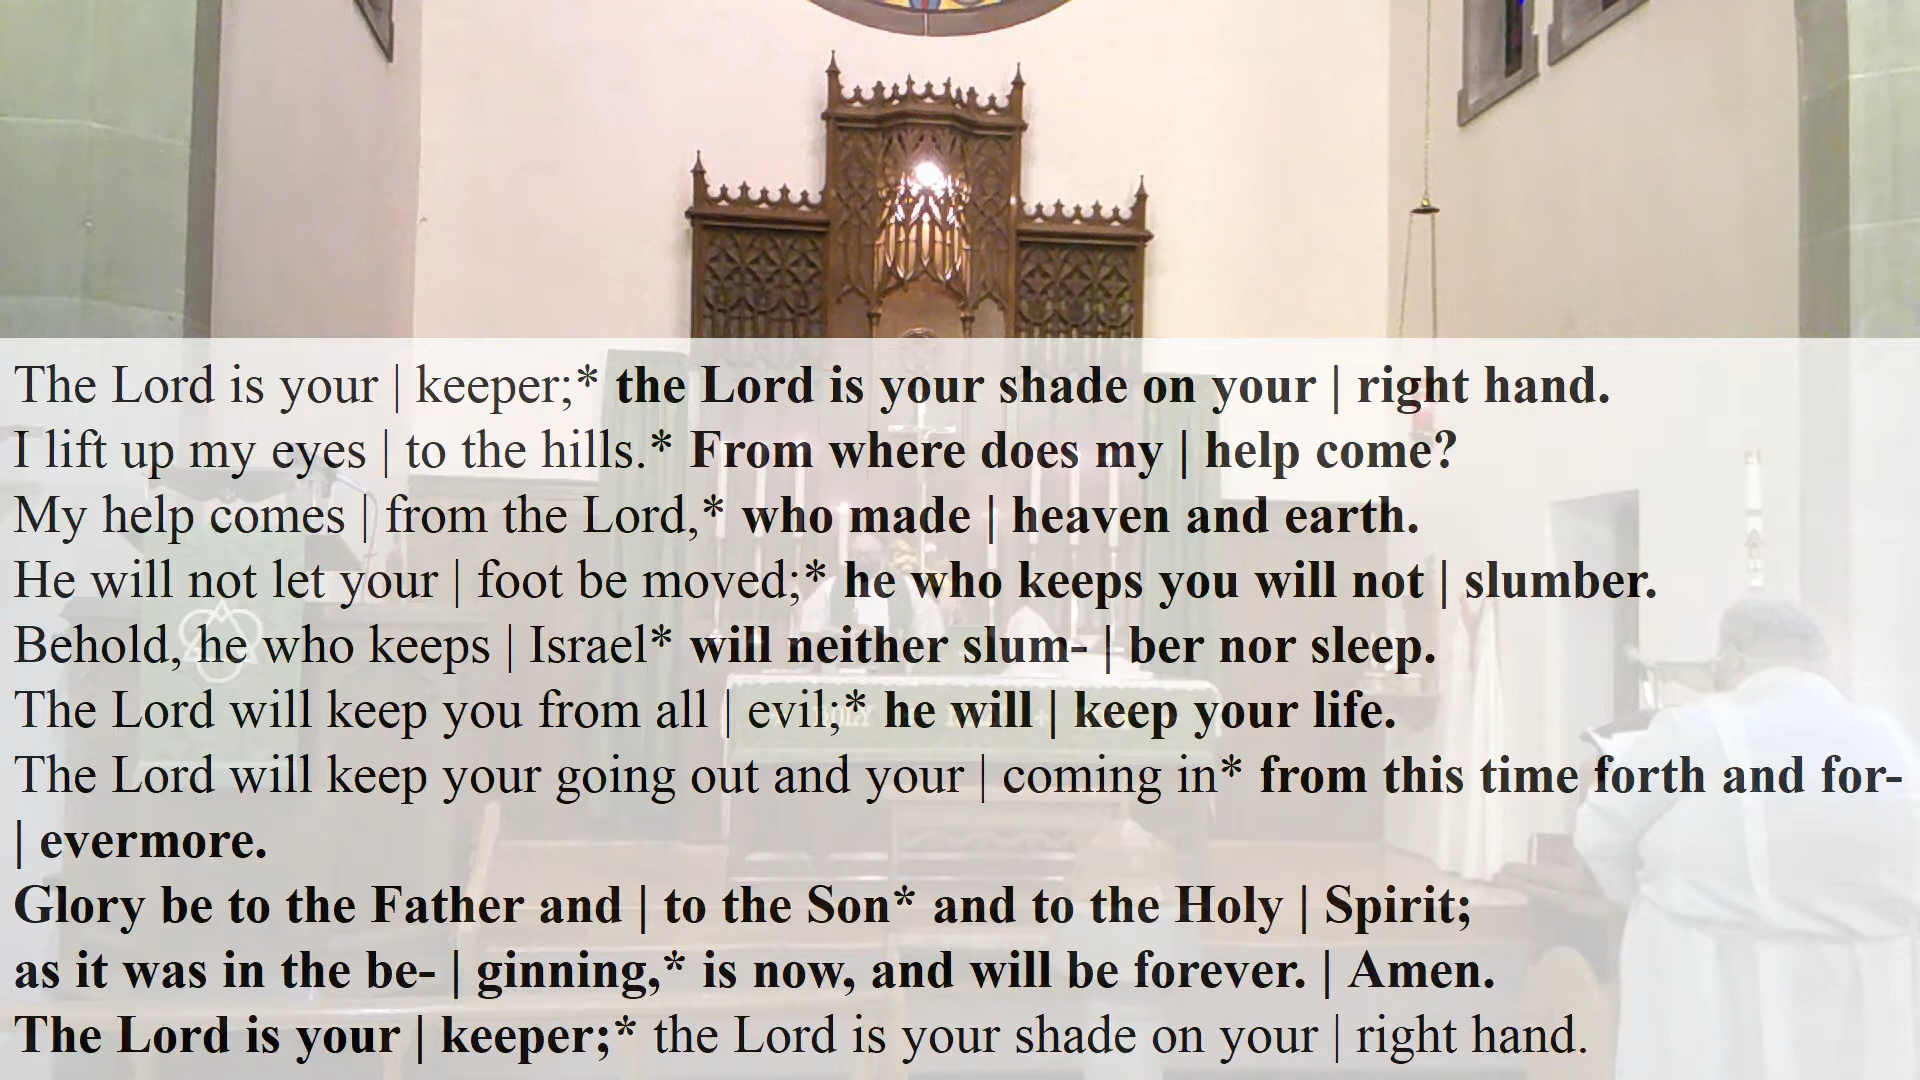 The Lord is your | keeper;* the Lord is your shade on your | right hand.
I lift up my eyes | to the hills.* From where does my | help come?
My help comes | from the Lord,* who made | heaven and earth.
He will not let your | foot be moved;* he who keeps you will not | slumber.
Behold, he who keeps | Israel* will neither slum- | ber nor sleep.
The Lord will keep you from all | evil;* he will | keep your life.
The Lord will keep your going out and your | coming in* from this time forth and for-
| evermore.
Glory be to the Father and | to the Son* and to the Holy | Spirit;
as it was in the be- | ginning,* is now, and will be forever. | Amen.
The Lord is your | keeper;* the Lord is your shade on your | right hand.